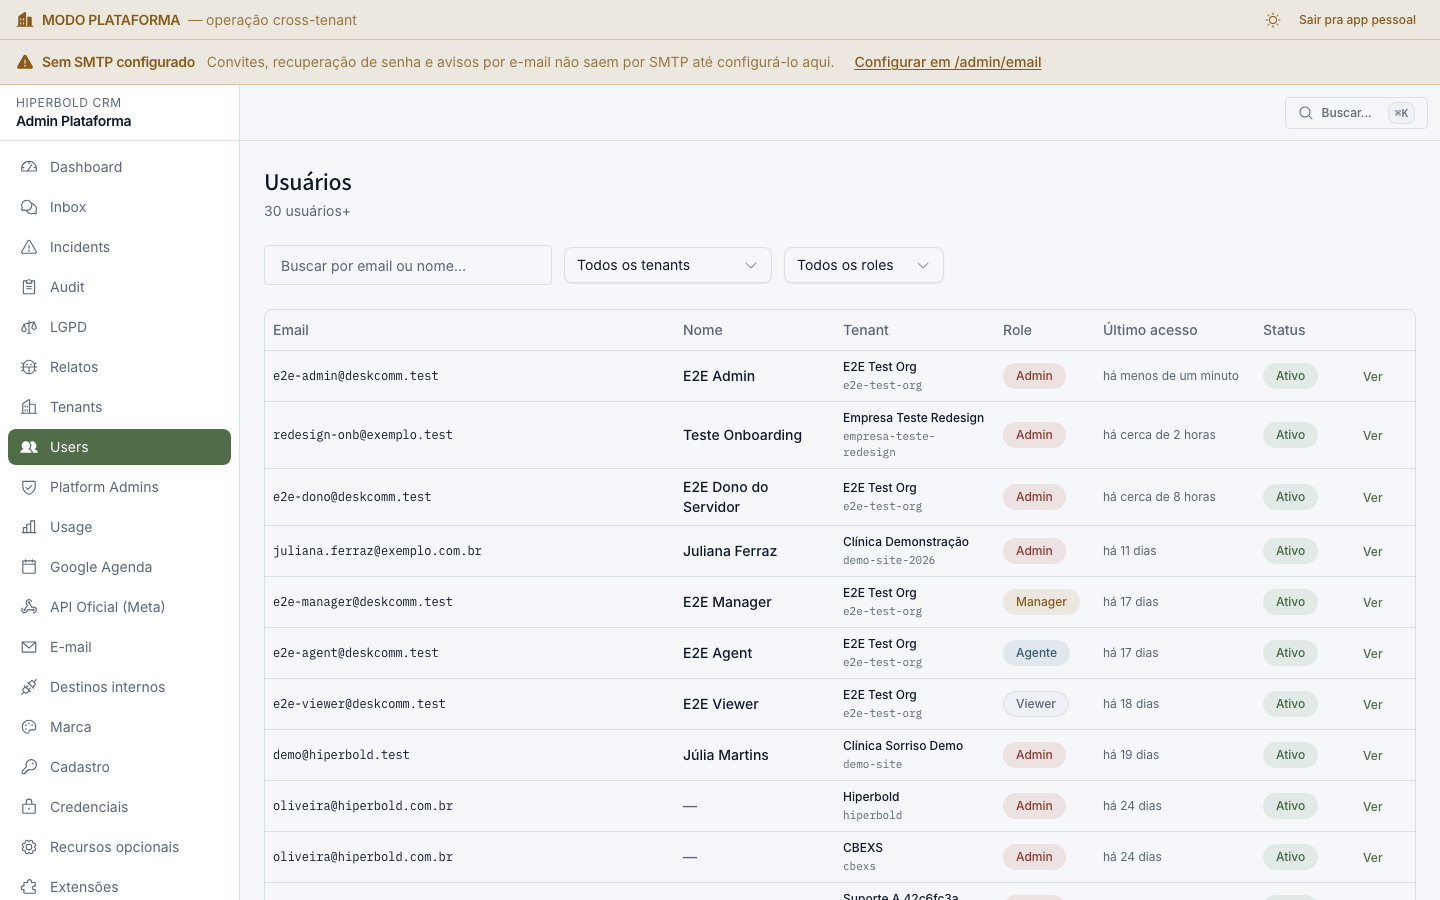 MODO PLATAFORMA — operação cross-tenant
Sair pra app pessoal
Sem SMTP configurado Convites, recuperação de senha e avisos por e-mail não saem por SMTP até configurá-lo aqui. Configurar em /admin/email
HIPERBOLD CRM
Admin Plataforma
Buscar... ⌘K
Dashboard
Inbox
Incidents
Audit
LGPD
Relatos
Tenants
Users
Platform Admins
Usage
Google Agenda
API Oficial (Meta)
E-mail
Destinos internos
Marca
Cadastro
Credenciais
Recursos opcionais
Extensões
Usuários
30 usuários+
Buscar por email ou nome...
Todos os tenants
Todos os roles
Email Nome Tenant Role Último acesso Status
e2e-admin@deskcomm.test E2E Admin E2E Test Org Admin há menos de um minuto Ativo Ver
e2e-test-org
redesign-onb@exemplo.test Teste Onboarding Empresa Teste Redesign Admin há cerca de 2 horas Ativo Ver
empresa-teste-
redesign
e2e-dono@deskcomm.test E2E Dono do E2E Test Org Admin há cerca de 8 horas Ativo Ver
Servidor e2e-test-org
juliana.ferraz@exemplo.com.br Juliana Ferraz Clínica Demonstração Admin há 11 dias Ativo Ver
demo-site-2026
e2e-manager@deskcomm.test E2E Manager E2E Test Org Manager há 17 dias Ativo Ver
e2e-test-org
e2e-agent@deskcomm.test E2E Agent E2E Test Org Agente há 17 dias Ativo Ver
e2e-test-org
e2e-viewer@deskcomm.test E2E Viewer E2E Test Org Viewer há 18 dias Ativo Ver
e2e-test-org
demo@hiperbold.test Júlia Martins Clínica Sorriso Demo Admin há 19 dias Ativo Ver
demo-site
oliveira@hiperbold.com.br — Hiperbold Admin há 24 dias Ativo Ver
hiperbold
oliveira@hiperbold.com.br — CBEXS Admin há 24 dias Ativo Ver
cbexs
Suporte A 42c6fc3a